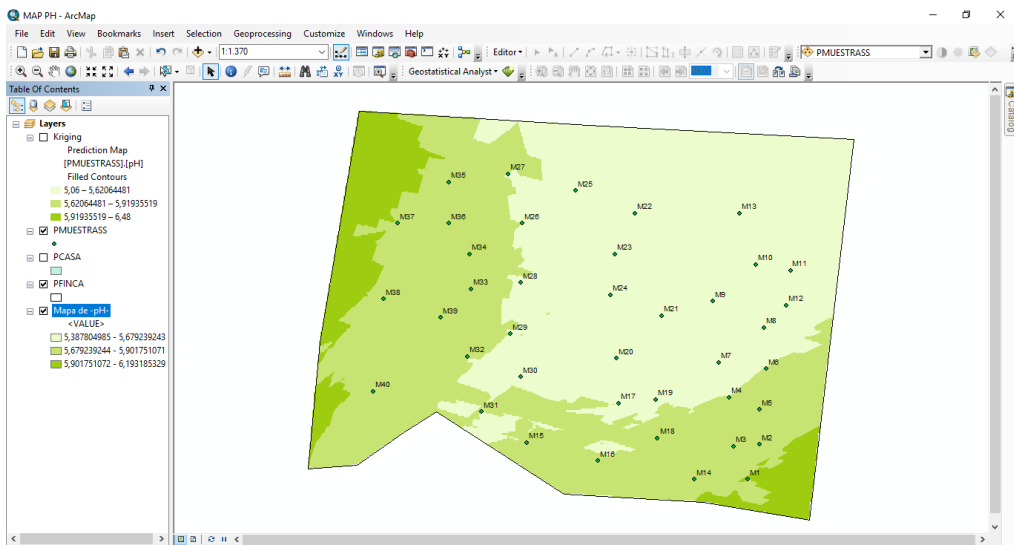 MAP PH - ArcMap
File Edit View Bookmarks Insert Selection Geoprocessing Customize Windows Help
1:1.370
Editor
PMUESTRASS
Geostatistical Analyst
Table Of Contents
Layers
Kriging
Prediction Map
[PMUESTRASS].[pH]
Filled Contours
5,06 – 5,62064481
5,62064481 – 5,91935519
5,91935519 – 6,48
PMUESTRASS
PCASA
PFINCA
Mapa de -pH-
<VALUE>
5,387804985 - 5,679239243
5,679239244 - 5,901751071
5,901751072 - 6,193185329
M27
M35
M25
M37
M36
M26
M22
M13
M34
M23
M10
M11
M33
M28
M38
M24
M9
M12
M39
M21
M8
M29
M32
M20
M7
M6
M30
M40
M4
M17
M19
M5
M31
M18
M15
M3
M2
M16
M14
M1
Catalog